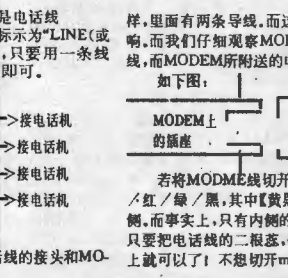 是电话线
标示为“LINE(或
,只要用一条线
即可。
—>接电话机
—>接电话机
—>接电话机
—>接电话机
话线的接头和MO-
样,里面有两条导线。而这
响。而我们仔细观察MOD
线,而MODEM所附送的电
如下图:
MODEM上
的插座
若将MODME线切开
/红/绿/黑,其中【黄黑
侧。而事实上,只有内侧的
只要把电话线的二根蕊,
上就可以了! 不想切开m